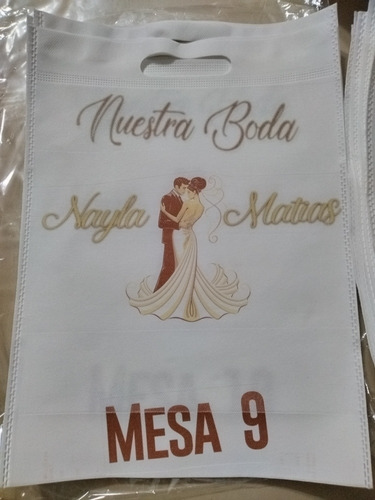 Nuestra Boda
Nayla Matias
MESA 9